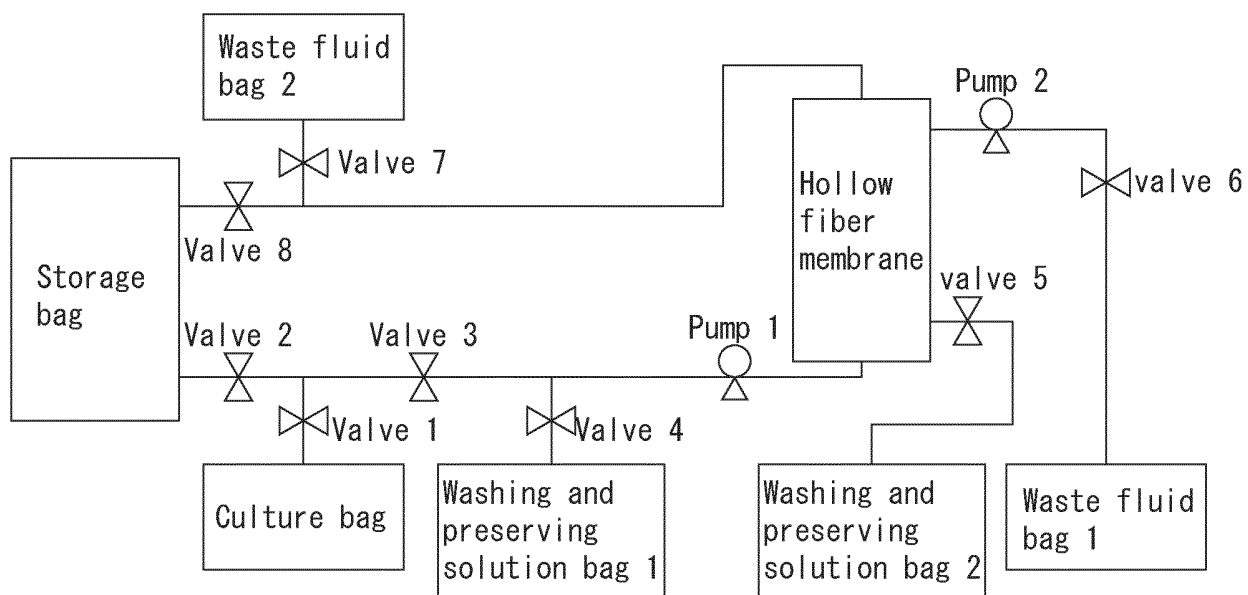 Waste fluid
bag 2
Pump 2
Valve 7
Hollow
fiber
membrane
valve 6
Valve 8
Storage
bag
valve 5
Valve 2
Valve 3
Pump 1
Valve 1
Valve 4
Culture bag
Washing and
preserving
solution bag 1
Washing and
preserving
solution bag 2
Waste fluid
bag 1